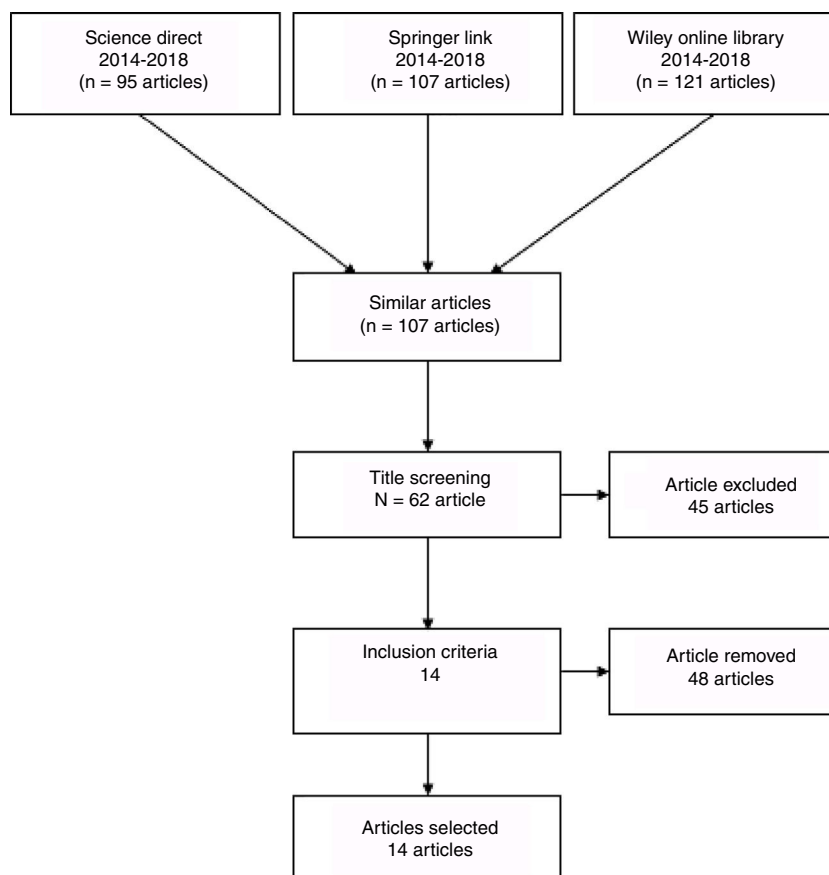 Science direct
2014-2018
(n = 95 articles)
Springer link
2014-2018
(n = 107 articles)
Wiley online library
2014-2018
(n = 121 articles)
Similar articles
(n = 107 articles)
Title screening
N = 62 article
Article excluded
45 articles
Inclusion criteria
14
Article removed
48 articles
Articles selected
14 articles